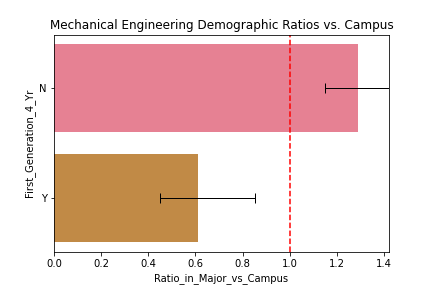 Mechanical Engineering Demographic Ratios vs. Campus
First_Generation_4_Yr
N
Y
0.0 0.2 0.4 0.6 0.8 1.0 1.2 1.4
Ratio_in_Major_vs_Campus